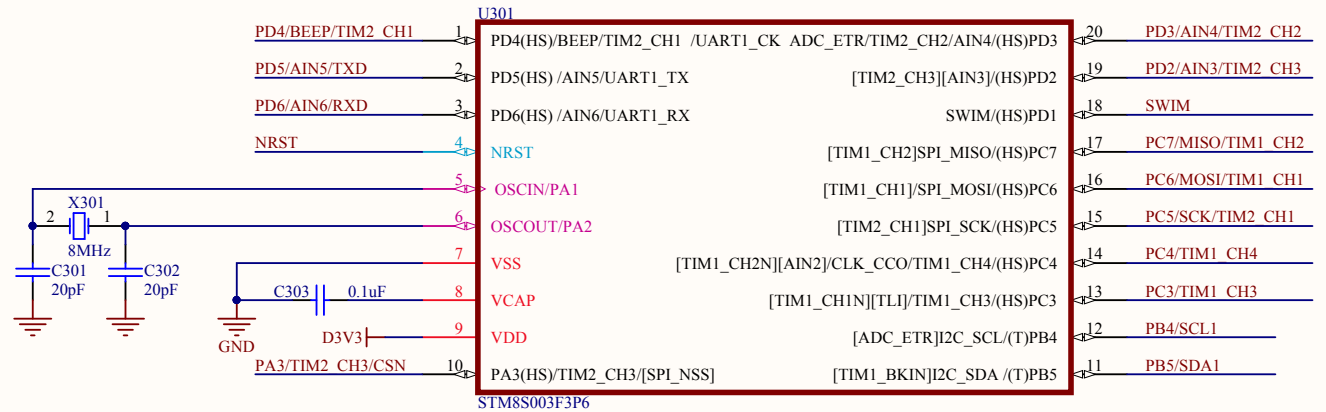 U301
PD4/BEEP/TIM2_CH1 1 PD4(HS)/BEEP/TIM2_CH1 /UART1_CK ADC_ETR/TIM2_CH2/AIN4/(HS)PD3 20 PD3/AIN4/TIM2_CH2
PD5/AIN5/TXD 2 PD5(HS) /AIN5/UART1_TX [TIM2_CH3][AIN3]/(HS)PD2 19 PD2/AIN3/TIM2_CH3
PD6/AIN6/RXD 3 PD6(HS) /AIN6/UART1_RX SWIM/(HS)PD1 18 SWIM
NRST 4 NRST [TIM1_CH2]SPI_MISO/(HS)PC7 17 PC7/MISO/TIM1_CH2
5 OSCIN/PA1 [TIM1_CH1]/SPI_MOSI/(HS)PC6 16 PC6/MOSI/TIM1_CH1
X301
2 1 6 OSCOUT/PA2 [TIM2_CH1]SPI_SCK/(HS)PC5 15 PC5/SCK/TIM2_CH1
8MHz
C301 C302 7 VSS [TIM1_CH2N][AIN2]/CLK_CCO/TIM1_CH4/(HS)PC4 14 PC4/TIM1_CH4
20pF 20pF
C303 0.1uF 8 VCAP [TIM1_CH1N][TLI]/TIM1_CH3/(HS)PC3 13 PC3/TIM1_CH3
GND D3V3 9 VDD [ADC_ETR]I2C_SCL/(T)PB4 12 PB4/SCL1
PA3/TIM2_CH3/CSN 10 PA3(HS)/TIM2_CH3/[SPI_NSS] [TIM1_BKIN]I2C_SDA /(T)PB5 11 PB5/SDA1
STM8S003F3P6